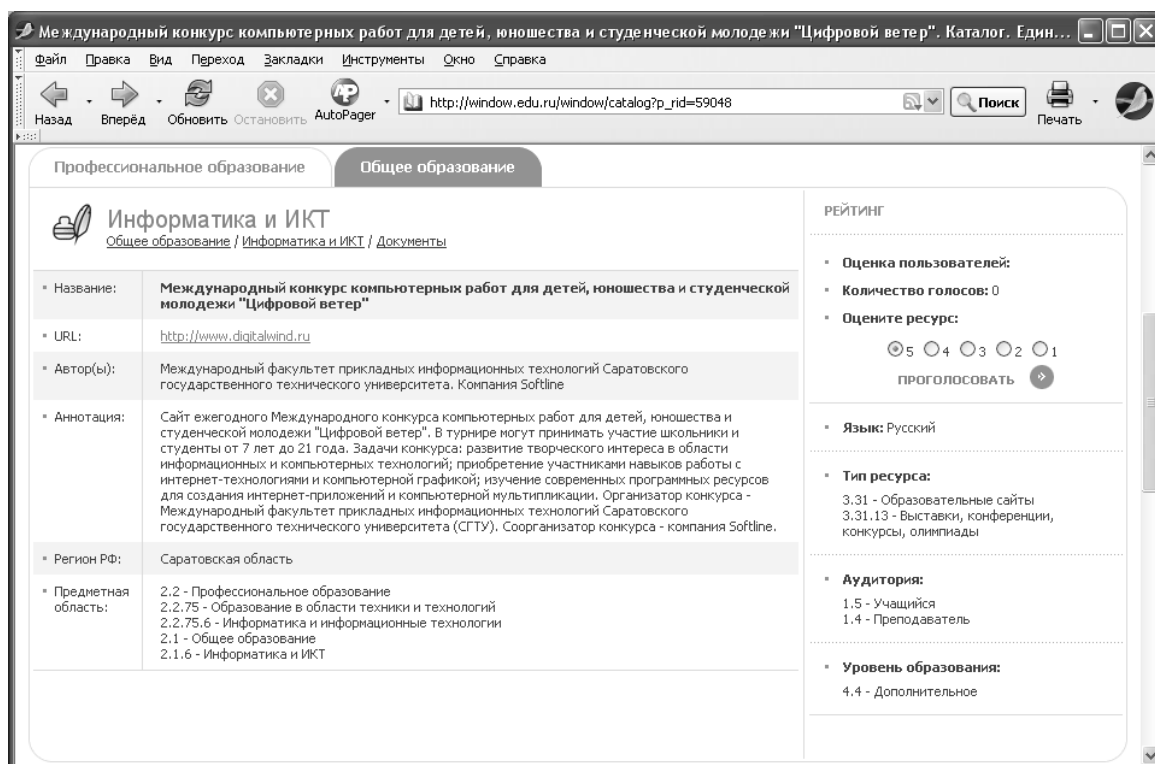 Международный конкурс компьютерных работ для детей, юношества и студенческой молодежи "Цифровой ветер". Каталог. Един...
Файл Правка Вид Переход Закладки Инструменты Окно Справка
Назад Вперёд Обновить Остановить AutoPager http://window.edu.ru/window/catalog?p_rid=59048 Поиск Печать
Профессиональное образование Общее образование
Информатика и ИКТ
Общее образование / Информатика и ИКТ / Документы
Название: Международный конкурс компьютерных работ для детей, юношества и студенческой
молодежи "Цифровой ветер"
URL: http://www.digitalwind.ru
Автор(ы): Международный факультет прикладных информационных технологий Саратовского
государственного технического университета. Компания Softline
Аннотация: Сайт ежегодного Международного конкурса компьютерных работ для детей, юношества и
студенческой молодежи "Цифровой ветер". В турнире могут принимать участие школьники и
студенты от 7 лет до 21 года. Задачи конкурса: развитие творческого интереса в области
информационных и компьютерных технологий; приобретение участниками навыков работы с
интернет-технологиями и компьютерной графикой; изучение современных программных ресурсов
для создания интернет-приложений и компьютерной мультипликации. Организатор конкурса -
Международный факультет прикладных информационных технологий Саратовского
государственного технического университета (СГТУ). Соорганизатор конкурса - компания Softline.
Регион РФ: Саратовская область
Предметная область: 2.2 - Профессиональное образование
2.2.75 - Образование в области техники и технологий
2.2.75.6 - Информатика и информационные технологии
2.1 - Общее образование
2.1.6 - Информатика и ИКТ
РЕЙТИНГ
Оценка пользователей:
Количество голосов: 0
Оцените ресурс:
5 4 3 2 1
ПРОГОЛОСОВАТЬ
Язык: Русский
Тип ресурса:
3.31 - Образовательные сайты
3.31.13 - Выставки, конференции,
конкурсы, олимпиады
Аудитория:
1.5 - Учащийся
1.4 - Преподаватель
Уровень образования:
4.4 - Дополнительное